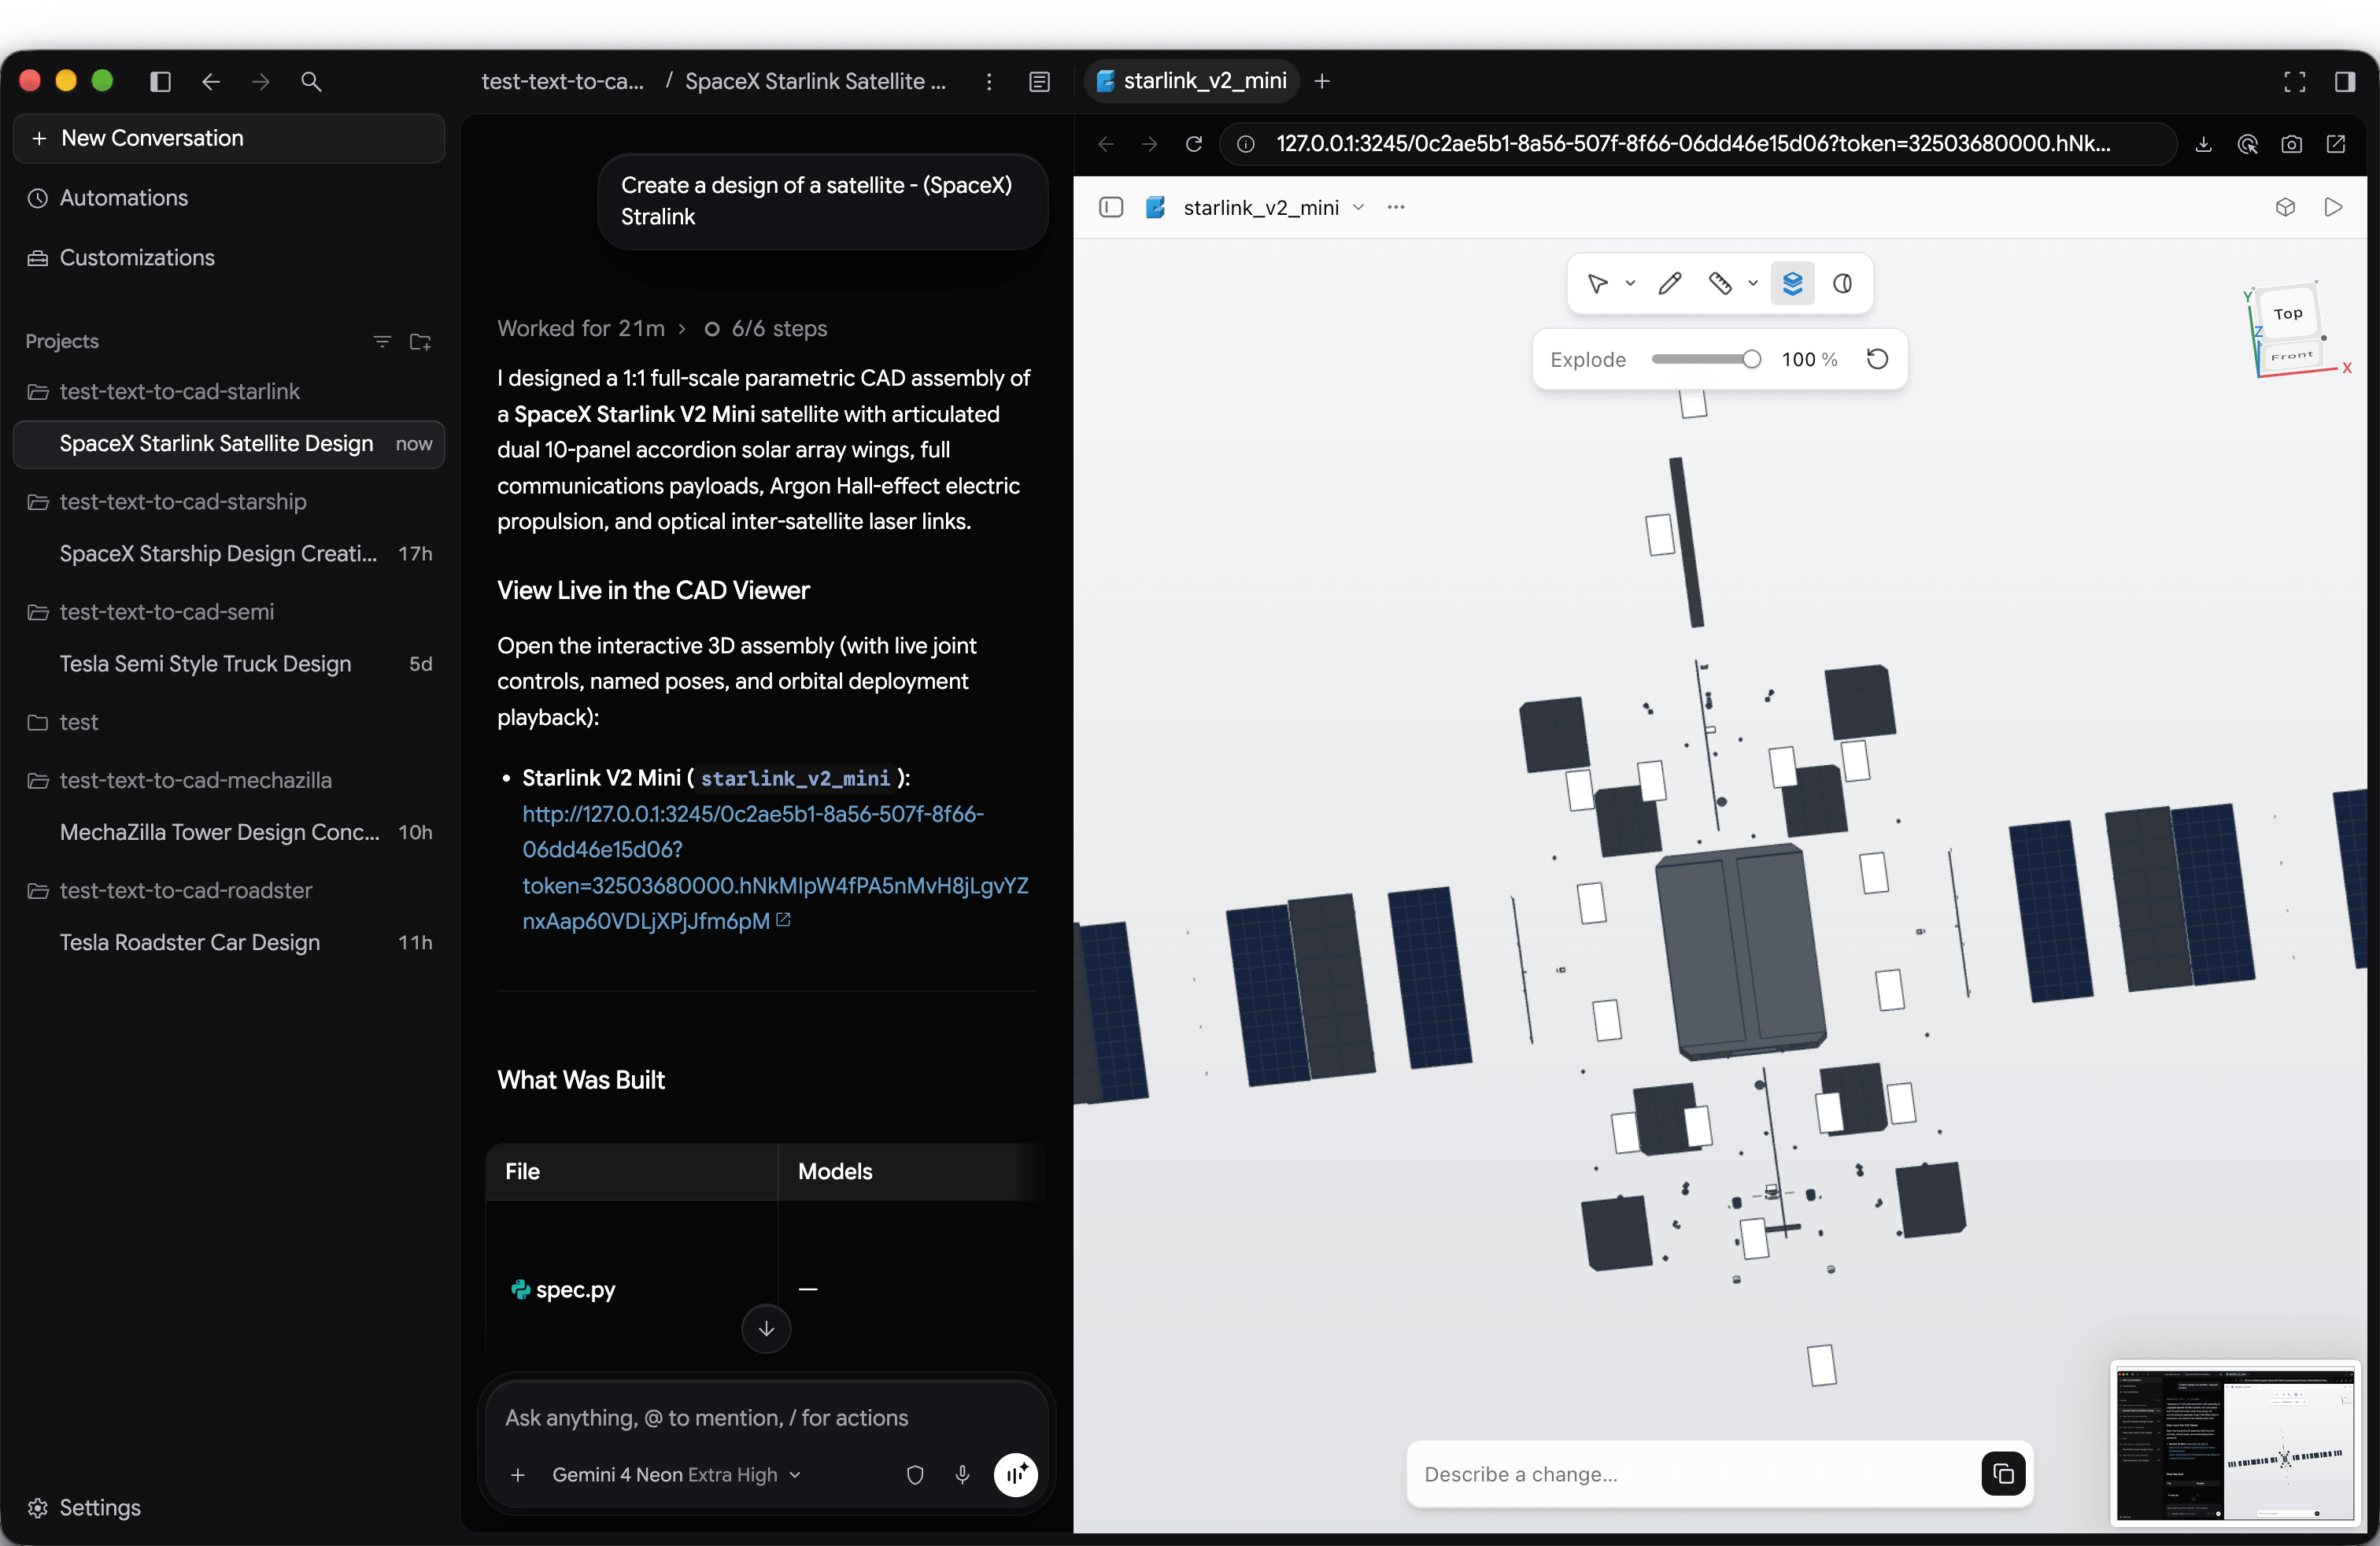 test-text-to-ca... / SpaceX Starlink Satellite ...
starlink_v2_mini
New Conversation
Automations
Customizations
Projects
test-text-to-cad-starlink
SpaceX Starlink Satellite Design now
test-text-to-cad-starship
SpaceX Starship Design Creati... 17h
test-text-to-cad-semi
Tesla Semi Style Truck Design 5d
test
test-text-to-cad-mechazilla
MechaZilla Tower Design Conc... 10h
test-text-to-cad-roadster
Tesla Roadster Car Design 11h
Settings
Create a design of a satellite - (SpaceX)
Stralink
Worked for 21m > 6/6 steps
I designed a 1:1 full-scale parametric CAD assembly of
a SpaceX Starlink V2 Mini satellite with articulated
dual 10-panel accordion solar array wings, full
communications payloads, Argon Hall-effect electric
propulsion, and optical inter-satellite laser links.
View Live in the CAD Viewer
Open the interactive 3D assembly (with live joint
controls, named poses, and orbital deployment
playback):
• Starlink V2 Mini ( starlink_v2_mini ):
http://127.0.0.1:3245/0c2ae5b1-8a56-507f-8f66-
06dd46e15d06?
token=32503680000.hNkMIpW4fPA5nMvH8jLgvYZ
nxAap60VDLjXPjJfm6pM
What Was Built
File Models
spec.py —
Ask anything, @ to mention, / for actions
Gemini 4 Neon Extra High
127.0.0.1:3245/0c2ae5b1-8a56-507f-8f66-06dd46e15d06?token=32503680000.hNk...
starlink_v2_mini
Explode 100 %
Y
Top
Z
Front
X
Describe a change...